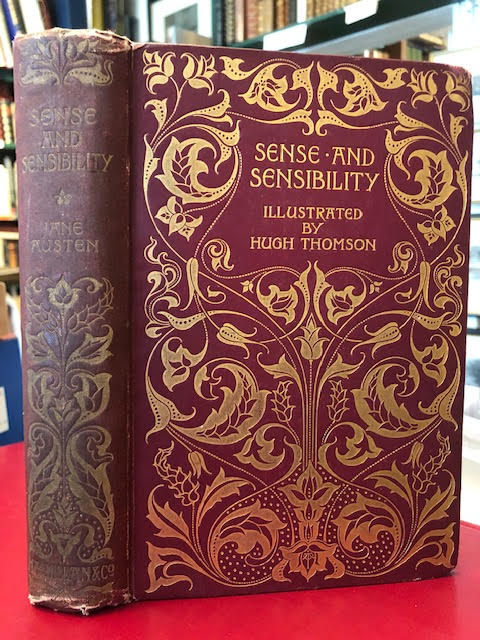 SENSE
AND
SENSIBILITY
JANE
AUSTEN
SENSE · AND
SENSIBILITY
ILLUSTRATED
BY
HUGH THOMSON